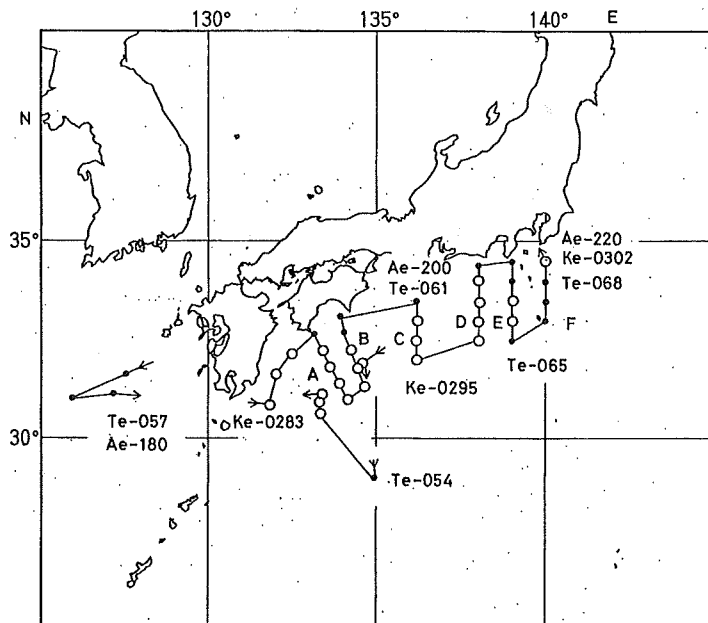 130° 135° 140° E
N
35°
Ae-220
Ae-200 Ke-0302
Te-061 Te-068
B C D E F
Te-065
A Ke-0295
Te-057 Ke-0283
Ae-180
30°
Te-054